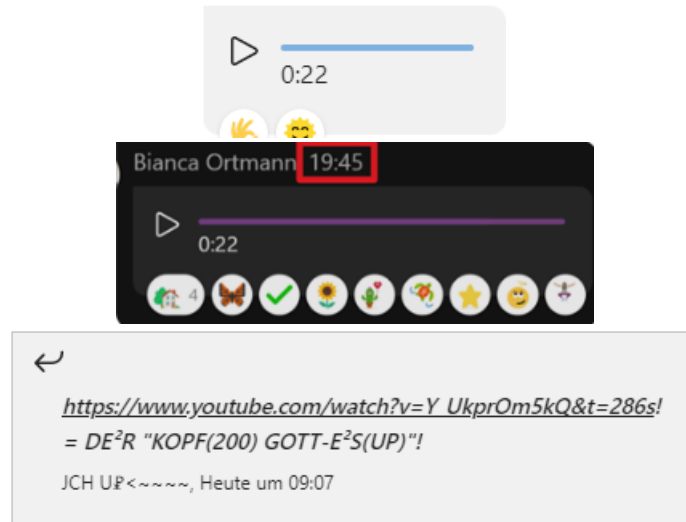 0:22
Bianca Ortmann 19:45
0:22
4
https://www.youtube.com/watch?v=Y_UkprOm5kQ&t=286s!
= DE²R "KOPF(200) GOTT-E²S(UP)"!
JCH U₽<~~~~, Heute um 09:07